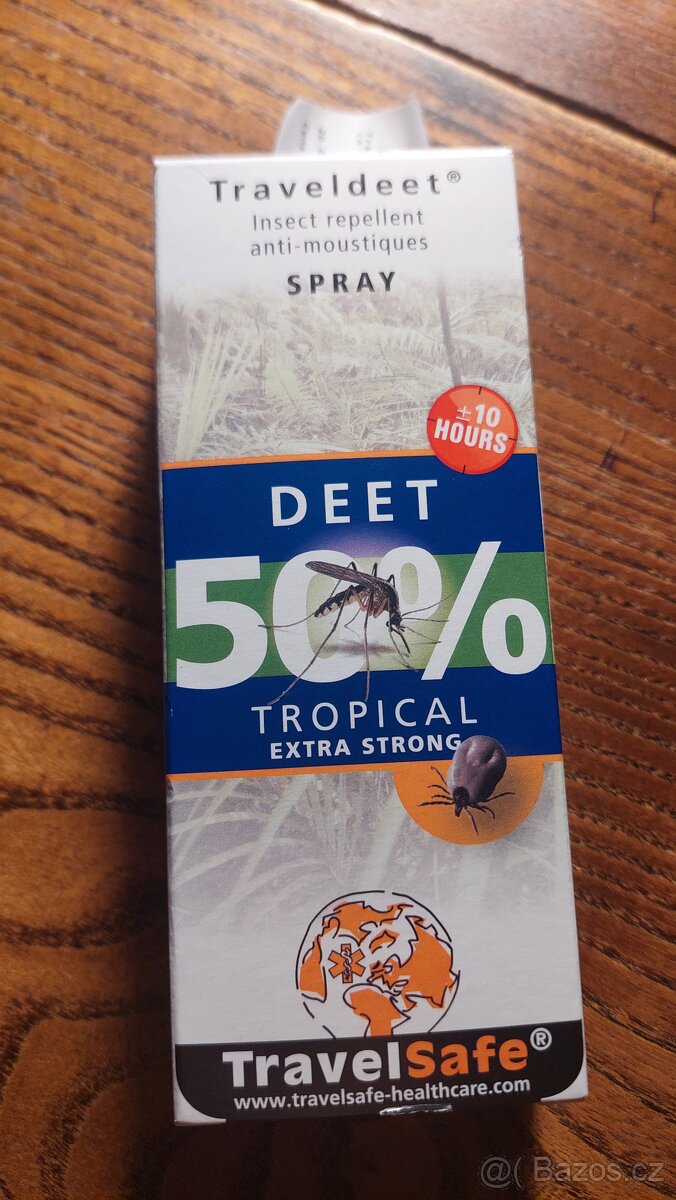 Traveldeet®
Insect repellent
anti-moustiques
SPRAY
±10
HOURS
DEET
50%
TROPICAL
EXTRA STRONG
TravelSafe®
www.travelsafe-healthcare.com
@( Bazos.cz